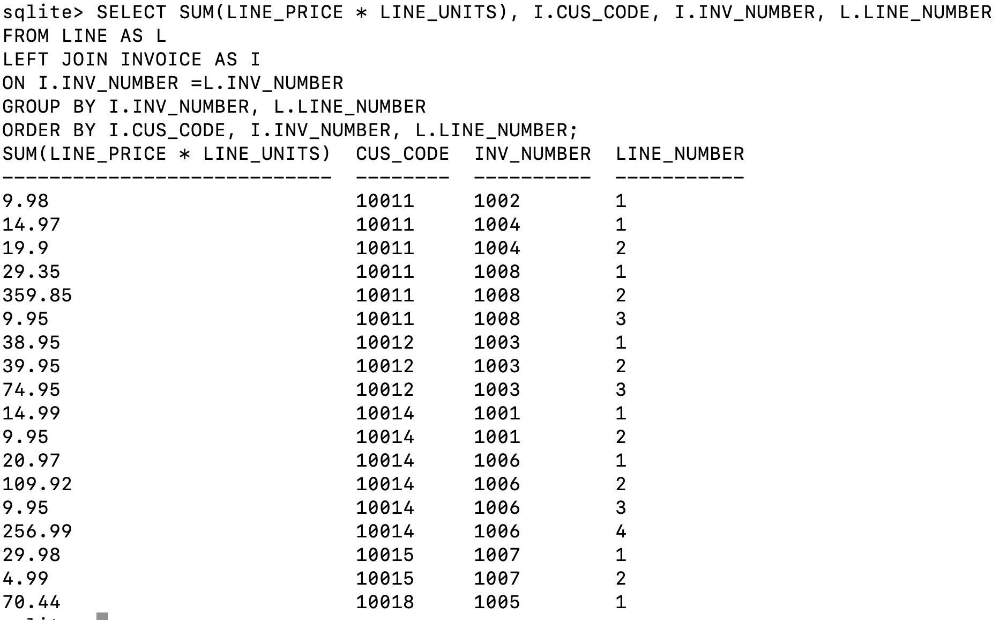 sqlite> SELECT SUM(LINE_PRICE * LINE_UNITS), I.CUS_CODE, I.INV_NUMBER, L.LINE_NUMBER
FROM LINE AS L
LEFT JOIN INVOICE AS I
ON I.INV_NUMBER =L.INV_NUMBER
GROUP BY I.INV_NUMBER, L.LINE_NUMBER
ORDER BY I.CUS_CODE, I.INV_NUMBER, L.LINE_NUMBER;
SUM(LINE_PRICE * LINE_UNITS)  CUS_CODE  INV_NUMBER  LINE_NUMBER
----------------------------  --------  ----------  -----------
9.98                          10011     1002        1
14.97                         10011     1004        1
19.9                          10011     1004        2
29.35                         10011     1008        1
359.85                        10011     1008        2
9.95                          10011     1008        3
38.95                         10012     1003        1
39.95                         10012     1003        2
74.95                         10012     1003        3
14.99                         10014     1001        1
9.95                          10014     1001        2
20.97                         10014     1006        1
109.92                        10014     1006        2
9.95                          10014     1006        3
256.99                        10014     1006        4
29.98                         10015     1007        1
4.99                          10015     1007        2
70.44                         10018     1005        1